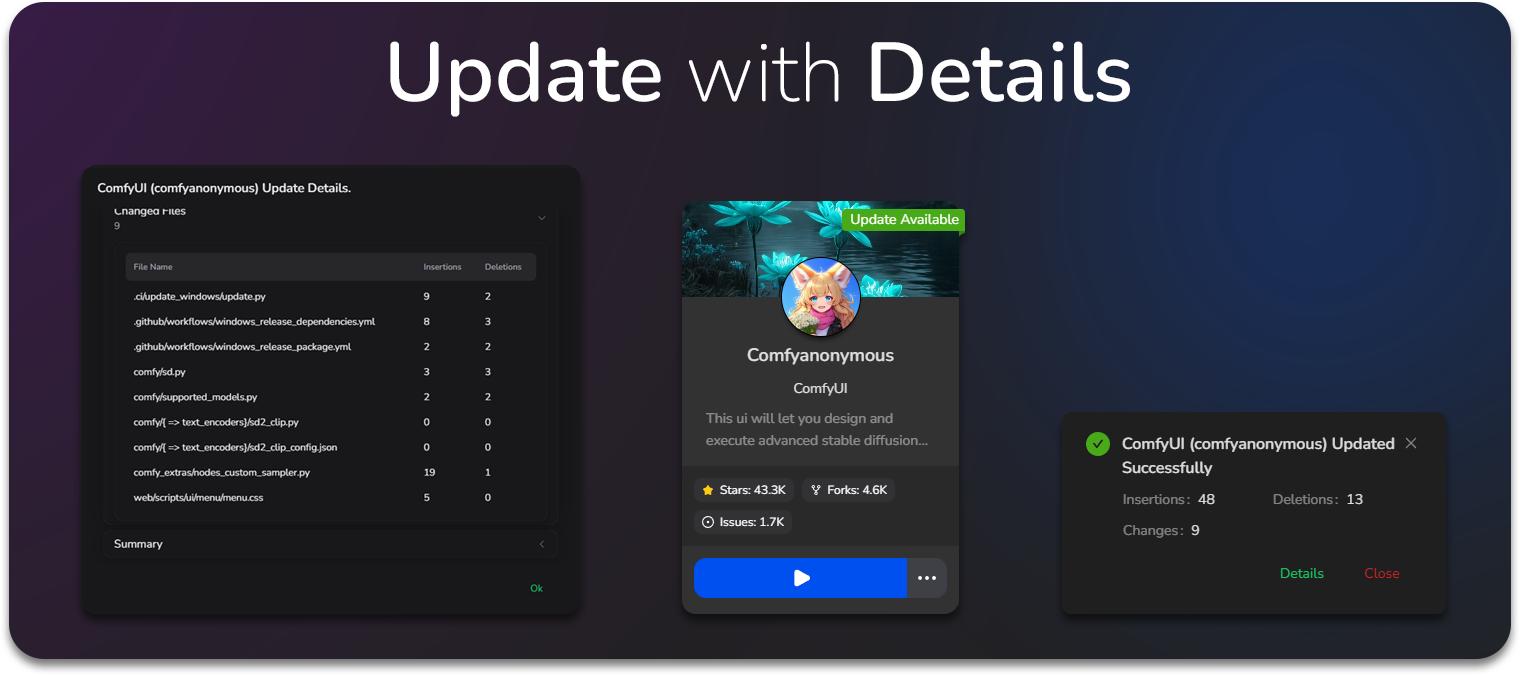 Update with Details
ComfyUI (comfyanonymous) Update Details.
Changed Files
9
File Name Insertions Deletions
.ci/update_windows/update.py 9 2
.github/workflows/windows_release_dependencies.yml 8 3
.github/workflows/windows_release_package.yml 2 2
comfy/sd.py 3 3
comfy/supported_models.py 2 2
comfy/{ => text_encoders}/sd2_clip.py 0 0
comfy/{ => text_encoders}/sd2_clip_config.json 0 0
comfy_extras/nodes_custom_sampler.py 19 1
web/scripts/ui/menu/menu.css 5 0
Summary
Ok
Update Available
Comfyanonymous
ComfyUI
This ui will let you design and
execute advanced stable diffusion...
Stars: 43.3K Forks: 4.6K
Issues: 1.7K
ComfyUI (comfyanonymous) Updated
Successfully
Insertions: 48 Deletions: 13
Changes: 9
Details Close